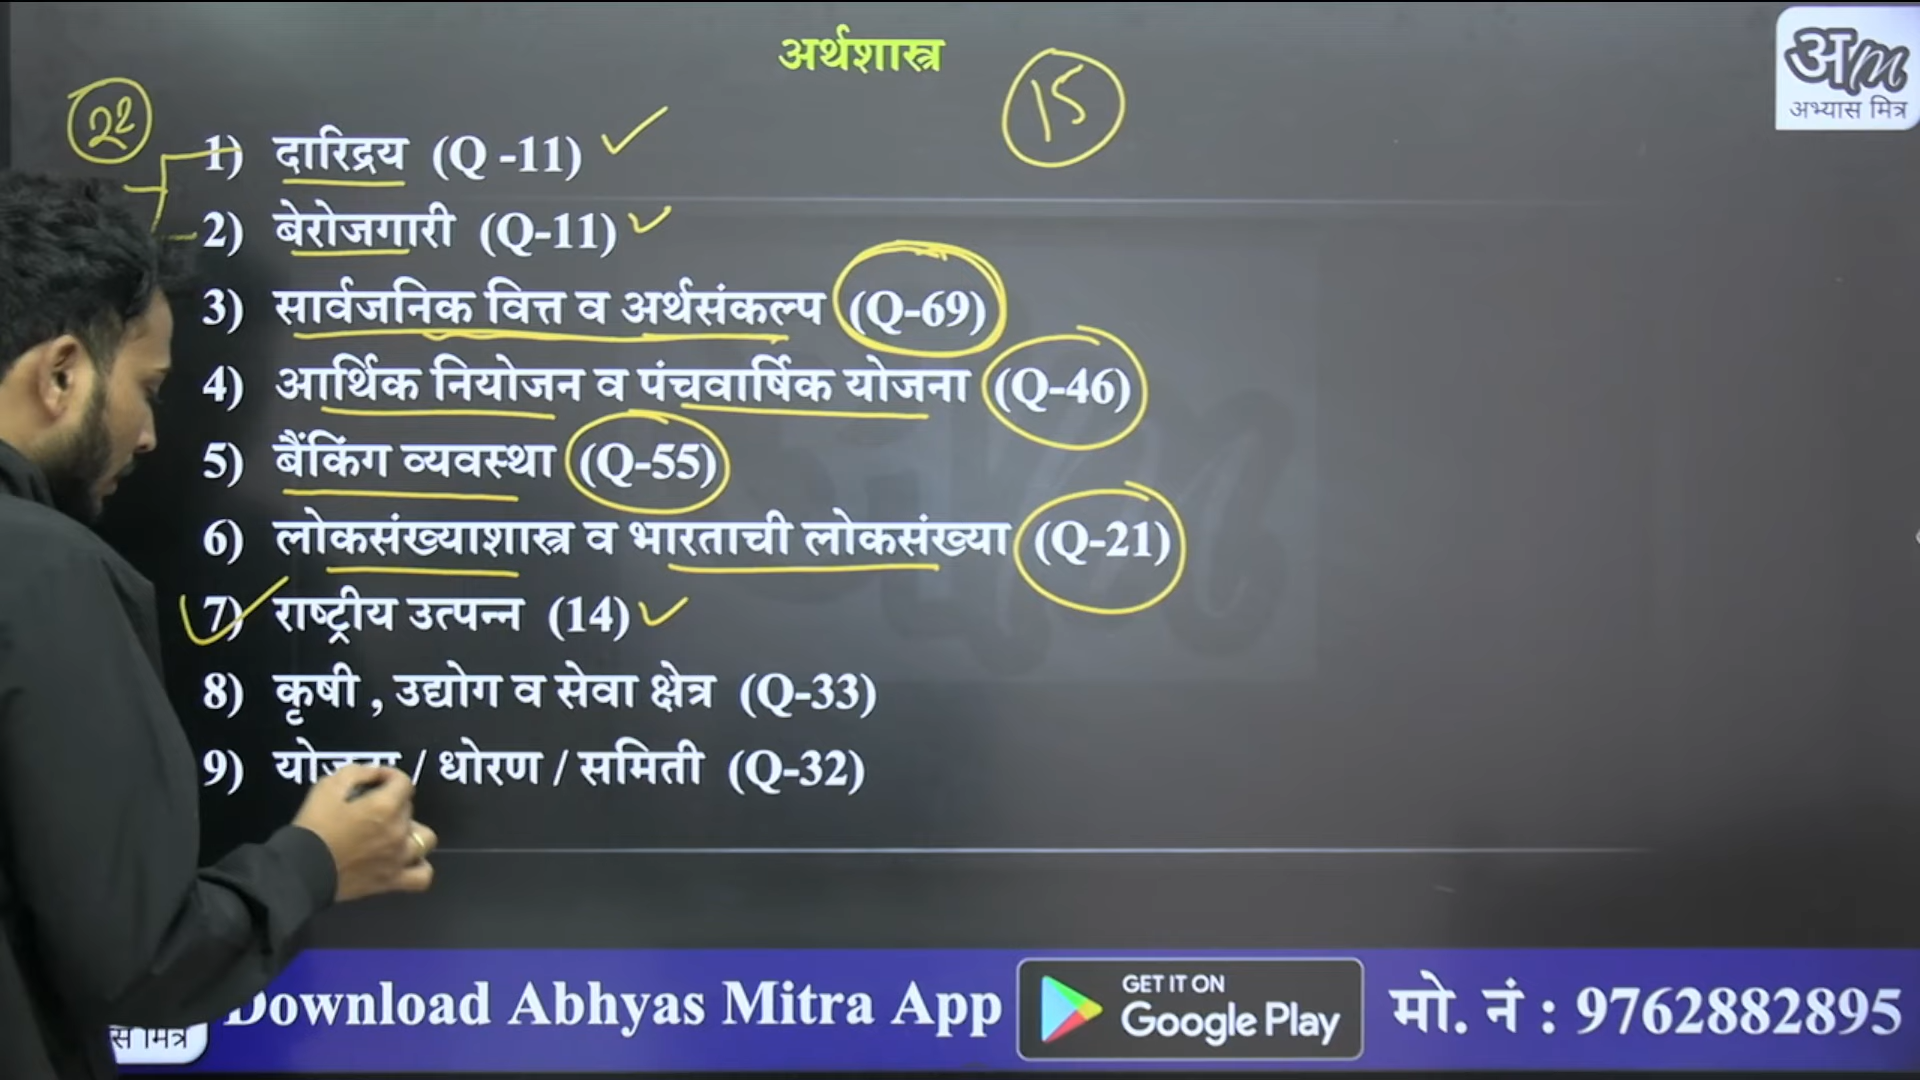 अर्थशास्त्र
15
अm
अभ्यास मित्र
22
1) दारिद्रय (Q -11)
2) बेरोजगारी (Q-11)
3) सार्वजनिक वित्त व अर्थसंकल्प (Q-69)
4) आर्थिक नियोजन व पंचवार्षिक योजना (Q-46)
5) बैंकिंग व्यवस्था (Q-55)
6) लोकसंख्याशास्त्र व भारताची लोकसंख्या (Q-21)
7) राष्ट्रीय उत्पन्न (14)
8) कृषी , उद्योग व सेवा क्षेत्र (Q-33)
9) / धोरण / समिती (Q-32)
Download Abhyas Mitra App
GET IT ON
Google Play
मो. नं : 9762882895
मित्र